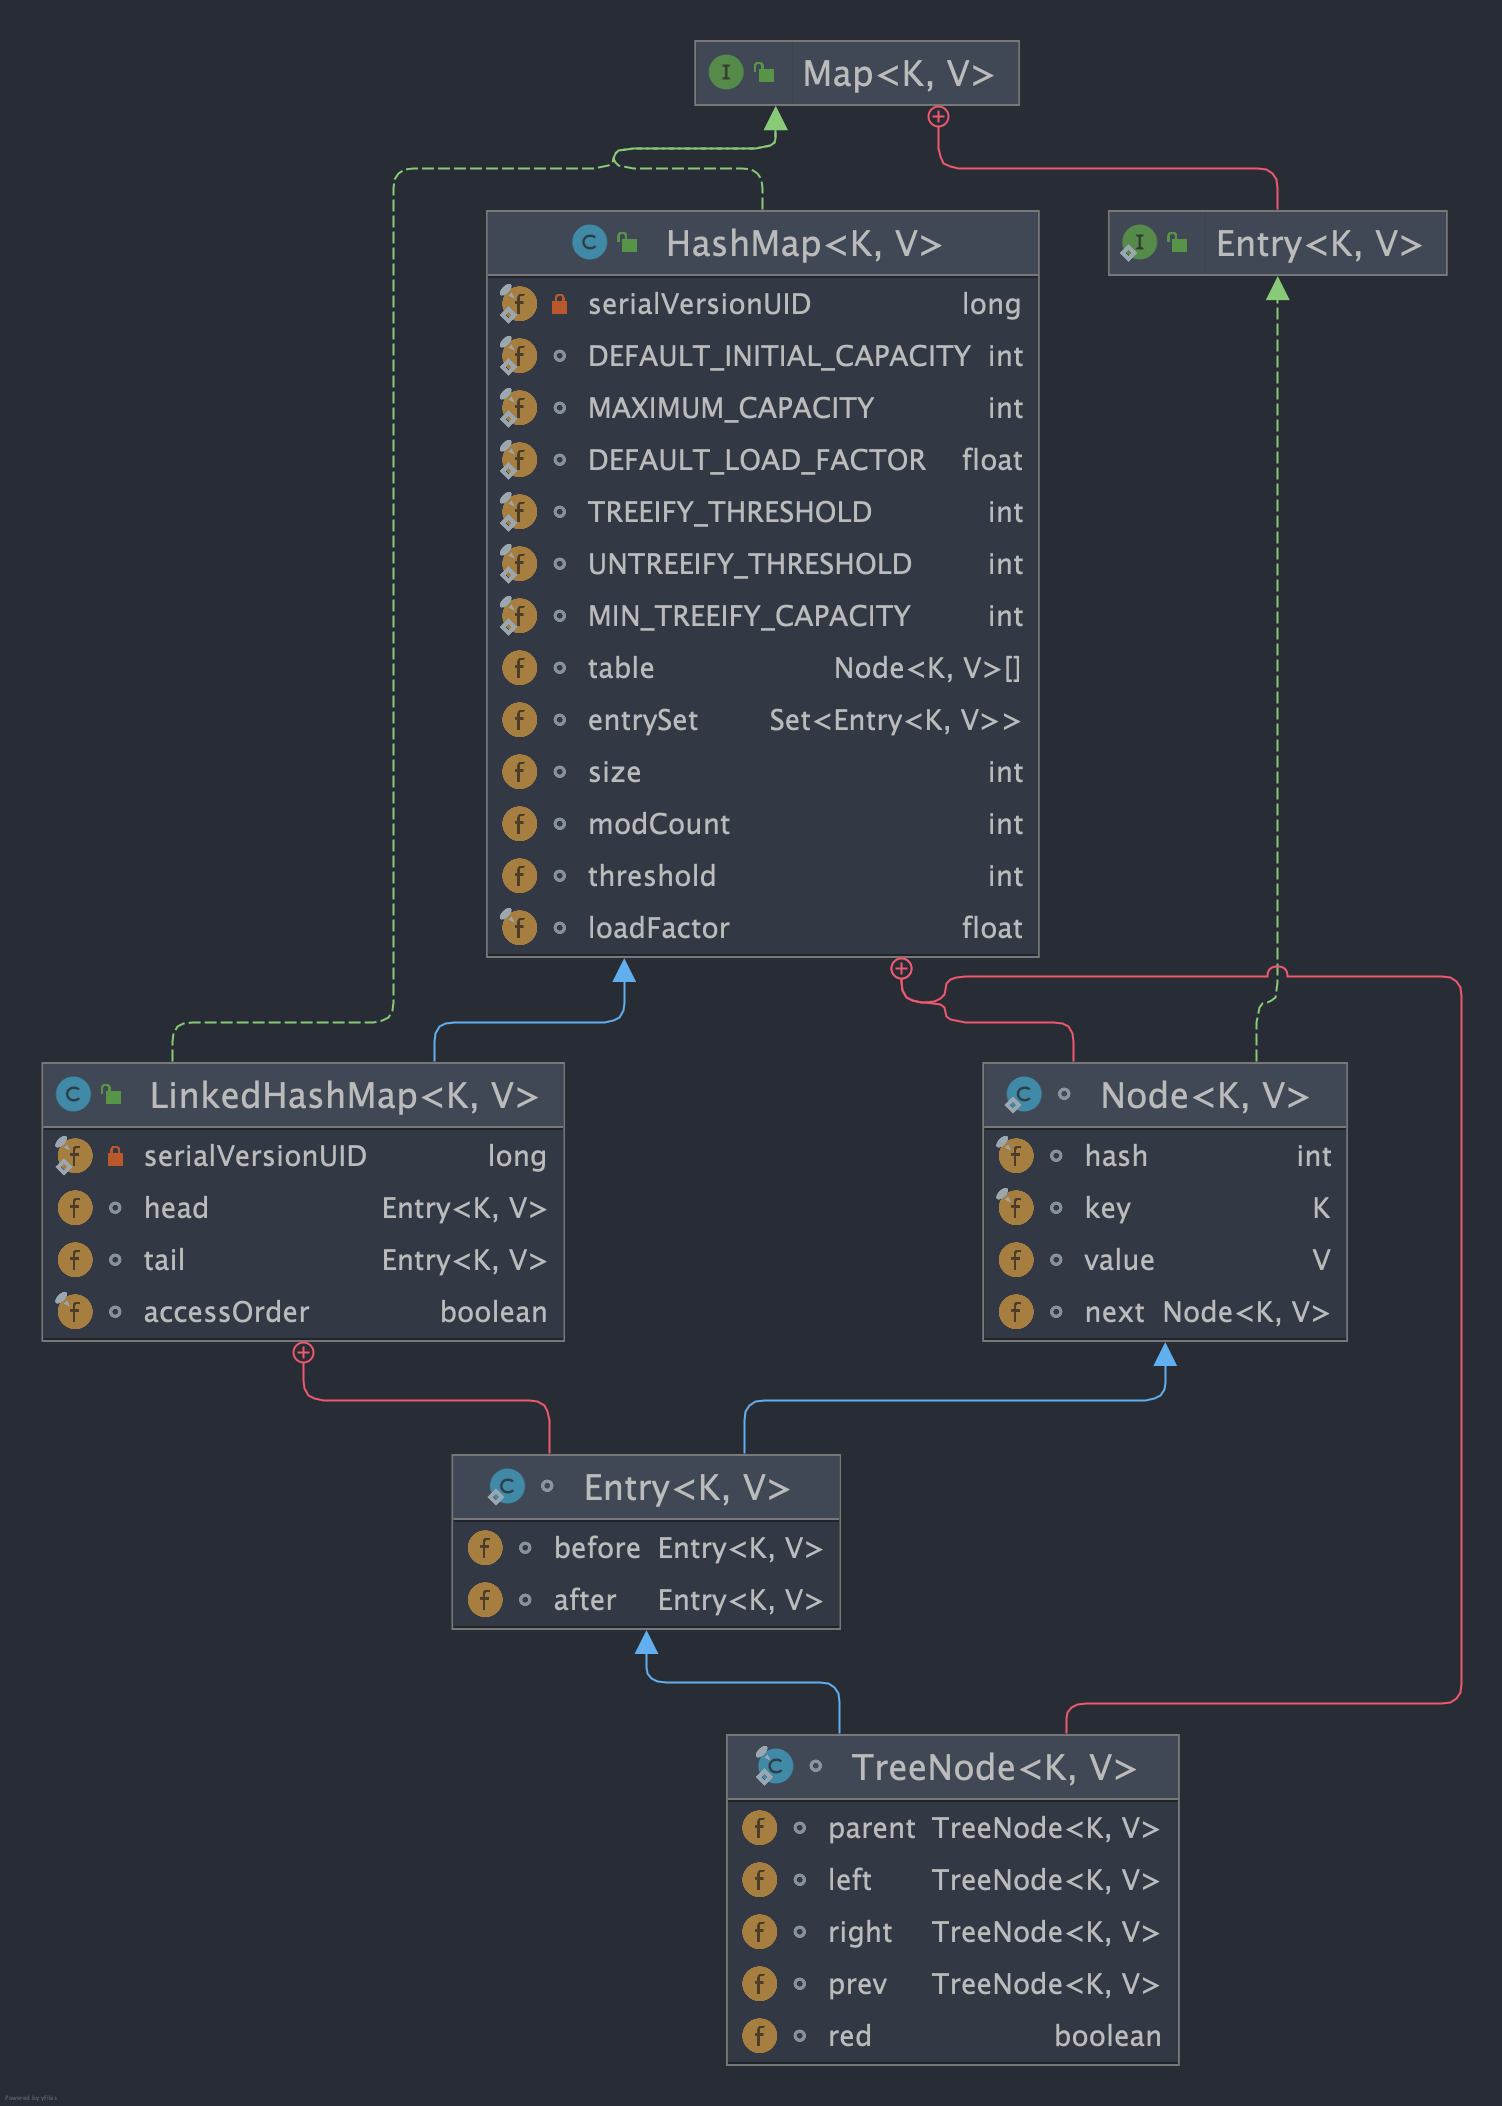 Map<K, V>
HashMap<K, V>
serialVersionUID long
DEFAULT_INITIAL_CAPACITY int
MAXIMUM_CAPACITY int
DEFAULT_LOAD_FACTOR float
TREEIFY_THRESHOLD int
UNTREEIFY_THRESHOLD int
MIN_TREEIFY_CAPACITY int
table Node<K, V>[]
entrySet Set<Entry<K, V>>
size int
modCount int
threshold int
loadFactor float
Entry<K, V>
LinkedHashMap<K, V>
serialVersionUID long
head Entry<K, V>
tail Entry<K, V>
accessOrder boolean
Node<K, V>
hash int
key K
value V
next Node<K, V>
Entry<K, V>
before Entry<K, V>
after Entry<K, V>
TreeNode<K, V>
parent TreeNode<K, V>
left TreeNode<K, V>
right TreeNode<K, V>
prev TreeNode<K, V>
red boolean
Powered by yFiles